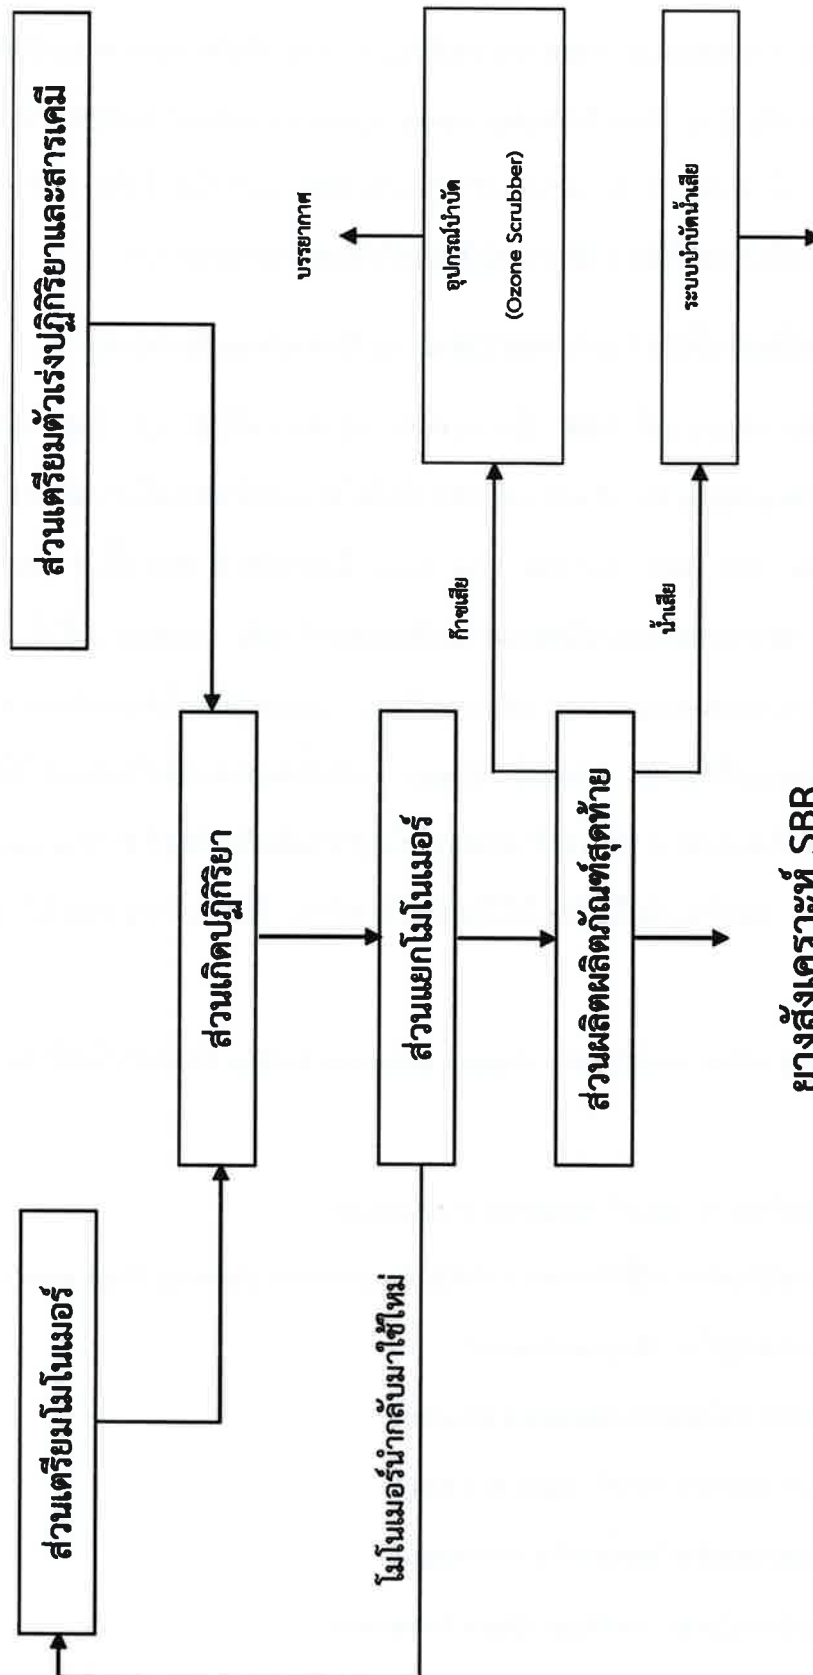 ส่วนเตรียมโมโนเมอร์
ส่วนเตรียมตัวเร่งปฏิกิริยาและสารเคมี
ส่วนเกิดปฏิกิริยา
โมโนเมอร์นำกลับมาใช้ใหม่
ส่วนแยกโมโนเมอร์
ส่วนผลิตผลิตภัณฑ์สุดท้าย
ก๊าซเสีย
บรรยากาศ
อุปกรณ์บำบัด
(Ozone Scrubber)
น้ำเสีย
ระบบบำบัดน้ำเสีย
ยางสังเคราะห์ SBR